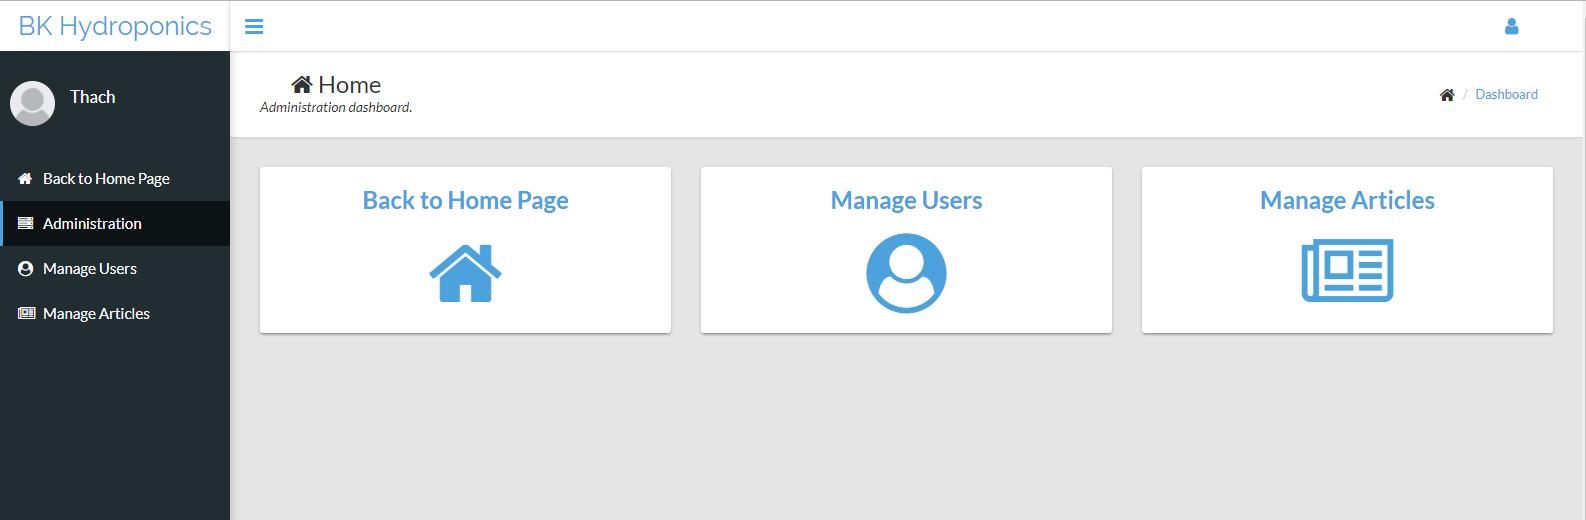 BK Hydroponics
Thach
Back to Home Page
Administration
Manage Users
Manage Articles
Home
Administration dashboard.
/ Dashboard
Back to Home Page
Manage Users
Manage Articles